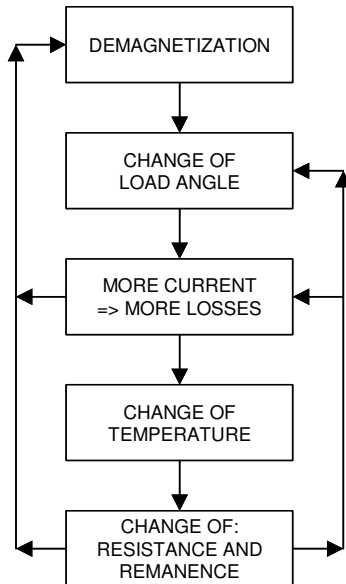 DEMAGNETIZATION
CHANGE OF
LOAD ANGLE
MORE CURRENT
=> MORE LOSSES
CHANGE OF
TEMPERATURE
CHANGE OF:
RESISTANCE AND
REMANENCE